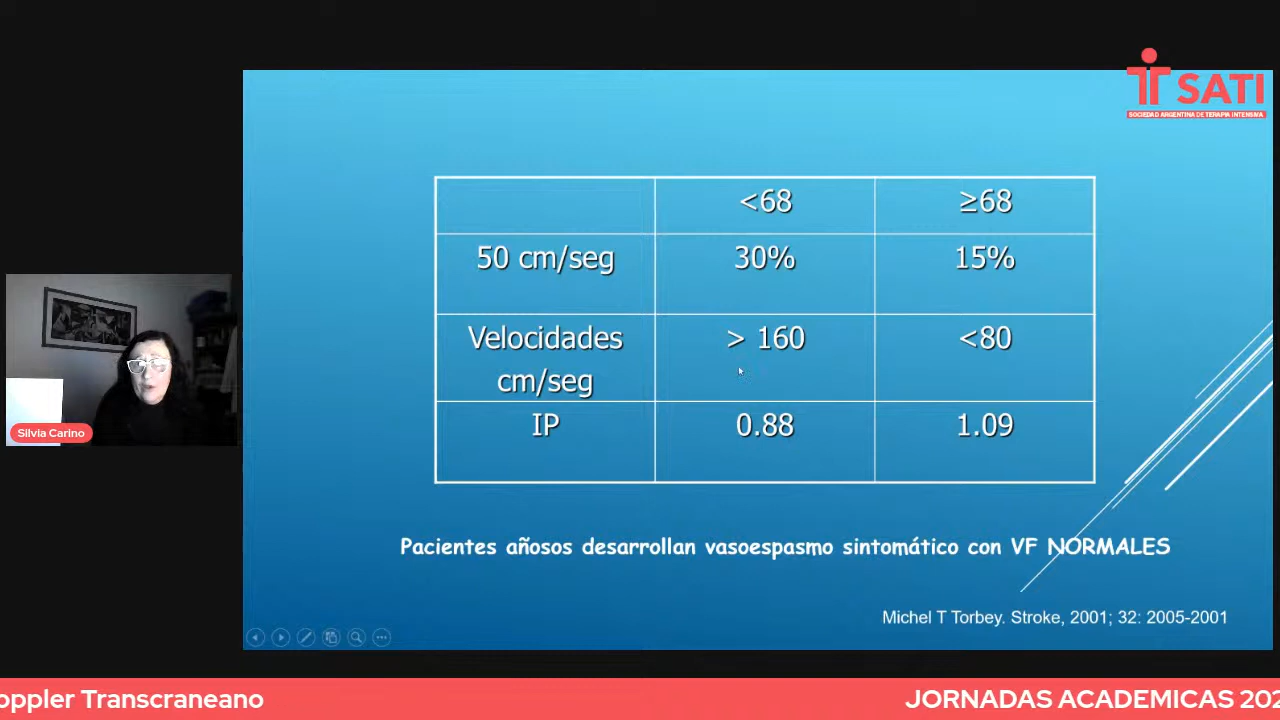 SATI
SOCIEDAD ARGENTINA DE TERAPIA INTENSIVA
<68 ≥68
50 cm/seg 30% 15%
Velocidades > 160 <80
cm/seg
IP 0.88 1.09
Silvia Carino
Pacientes añosos desarrollan vasoespasmo sintomático con VF NORMALES
Michel T Torbey. Stroke, 2001; 32: 2005-2001
oppler Transcraneano JORNADAS ACADEMICAS 202